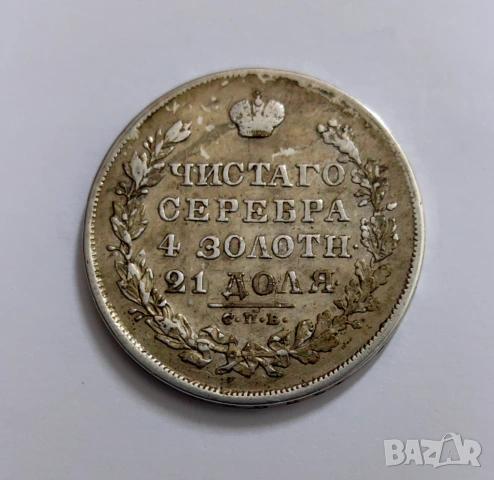 ЧИСТАГО
СЕРЕБРА
4 ЗОЛОТН·
21 ДОЛЯ·
С·П·Б·
BAZAR